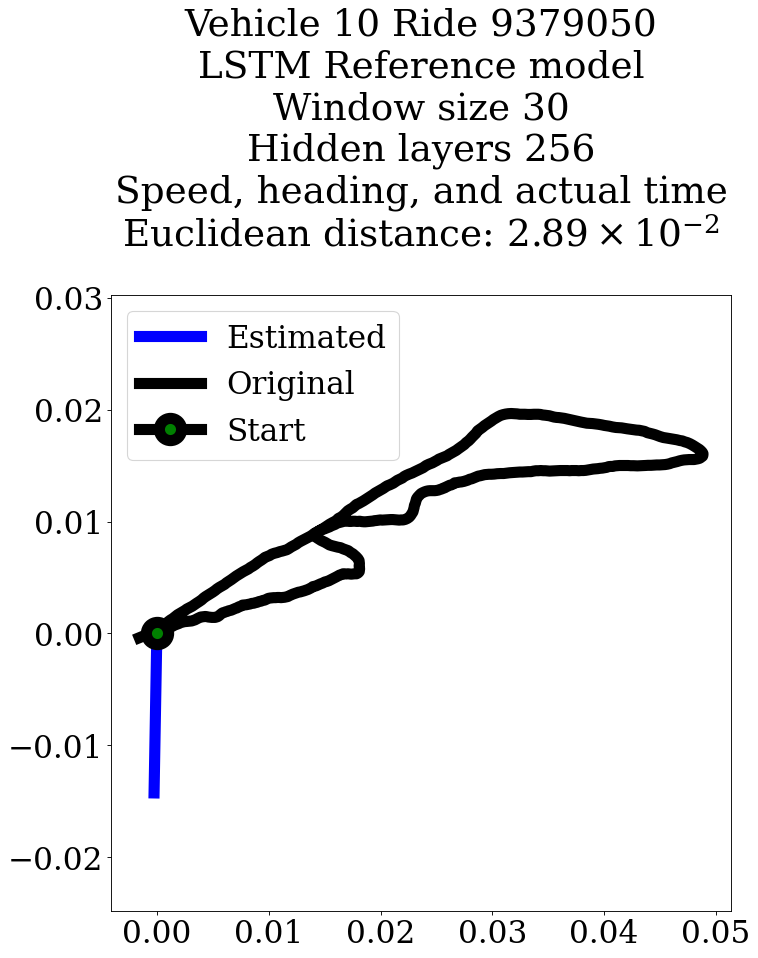 Vehicle 10 Ride 9379050
LSTM Reference model
Window size 30
Hidden layers 256
Speed, heading, and actual time
Euclidean distance: 2.89 × 10⁻²
0.03
0.02
0.01
0.00
−0.01
−0.02
Estimated
Original
Start
0.00 0.01 0.02 0.03 0.04 0.05